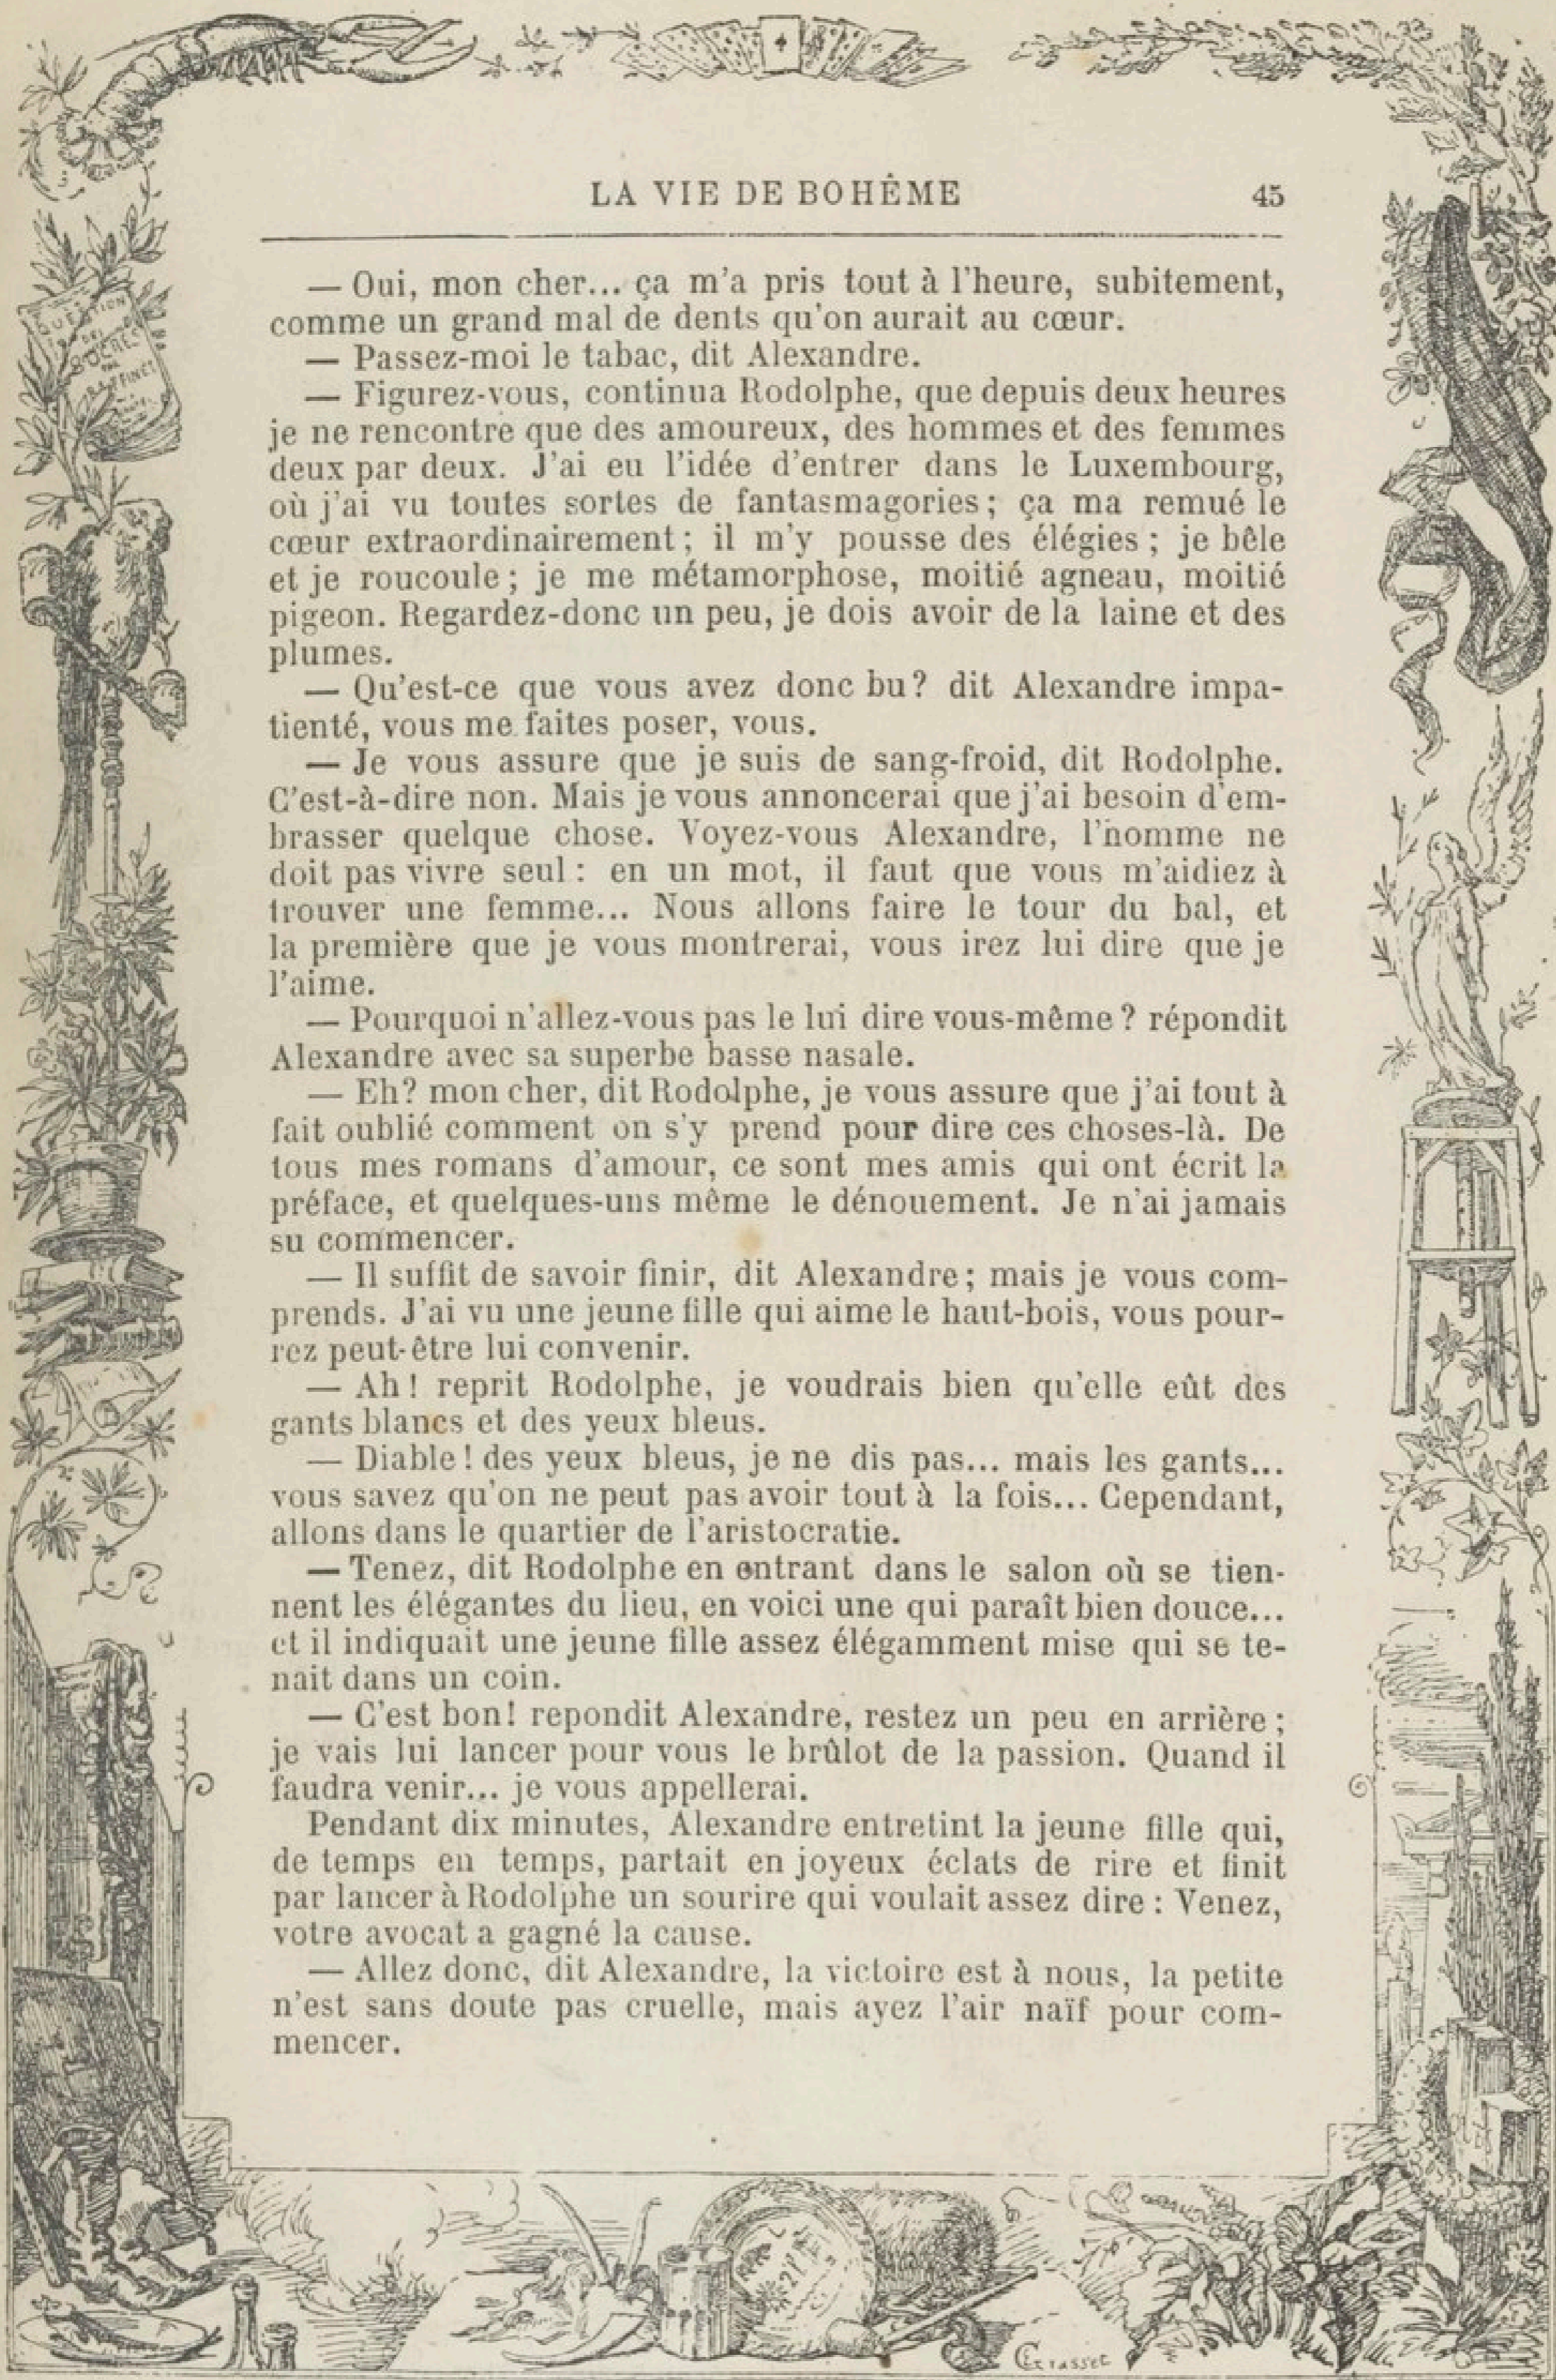 LA VIE DE BOHÊME 45
— Oui, mon cher... ça m'a pris tout à l'heure, subitement,
comme un grand mal de dents qu'on aurait au cœur.
— Passez-moi le tabac, dit Alexandre.
— Figurez-vous, continua Rodolphe, que depuis deux heures
je ne rencontre que des amoureux, des hommes et des femmes
deux par deux. J'ai eu l'idée d'entrer dans le Luxembourg,
où j'ai vu toutes sortes de fantasmagories ; ça ma remué le
cœur extraordinairement ; il m'y pousse des élégies ; je bêle
et je roucoule ; je me métamorphose, moitié agneau, moitié
pigeon. Regardez-donc un peu, je dois avoir de la laine et des
plumes.
— Qu'est-ce que vous avez donc bu? dit Alexandre impa-
tienté, vous me faites poser, vous.
— Je vous assure que je suis de sang-froid, dit Rodolphe.
C'est-à-dire non. Mais je vous annoncerai que j'ai besoin d'em-
brasser quelque chose. Voyez-vous Alexandre, l'homme ne
doit pas vivre seul : en un mot, il faut que vous m'aidiez à
trouver une femme... Nous allons faire le tour du bal, et
la première que je vous montrerai, vous irez lui dire que je
l'aime.
— Pourquoi n'allez-vous pas le lui dire vous-même ? répondit
Alexandre avec sa superbe basse nasale.
— Eh? mon cher, dit Rodolphe, je vous assure que j'ai tout à
fait oublié comment on s'y prend pour dire ces choses-là. De
tous mes romans d'amour, ce sont mes amis qui ont écrit la
préface, et quelques-uns même le dénouement. Je n'ai jamais
su commencer.
— Il suffit de savoir finir, dit Alexandre ; mais je vous com-
prends. J'ai vu une jeune fille qui aime le haut-bois, vous pour-
rez peut-être lui convenir.
— Ah! reprit Rodolphe, je voudrais bien qu'elle eût des
gants blancs et des yeux bleus.
— Diable ! des yeux bleus, je ne dis pas... mais les gants...
vous savez qu'on ne peut pas avoir tout à la fois... Cependant,
allons dans le quartier de l'aristocratie.
— Tenez, dit Rodolphe en entrant dans le salon où se tien-
nent les élégantes du lieu, en voici une qui paraît bien douce...
et il indiquait une jeune fille assez élégamment mise qui se te-
nait dans un coin.
— C'est bon! repondit Alexandre, restez un peu en arrière ;
je vais lui lancer pour vous le brûlot de la passion. Quand il
faudra venir... je vous appellerai.
Pendant dix minutes, Alexandre entretint la jeune fille qui,
de temps en temps, partait en joyeux éclats de rire et finit
par lancer à Rodolphe un sourire qui voulait assez dire : Venez,
votre avocat a gagné la cause.
— Allez donc, dit Alexandre, la victoire est à nous, la petite
n'est sans doute pas cruelle, mais ayez l'air naïf pour com-
mencer.
Grasset